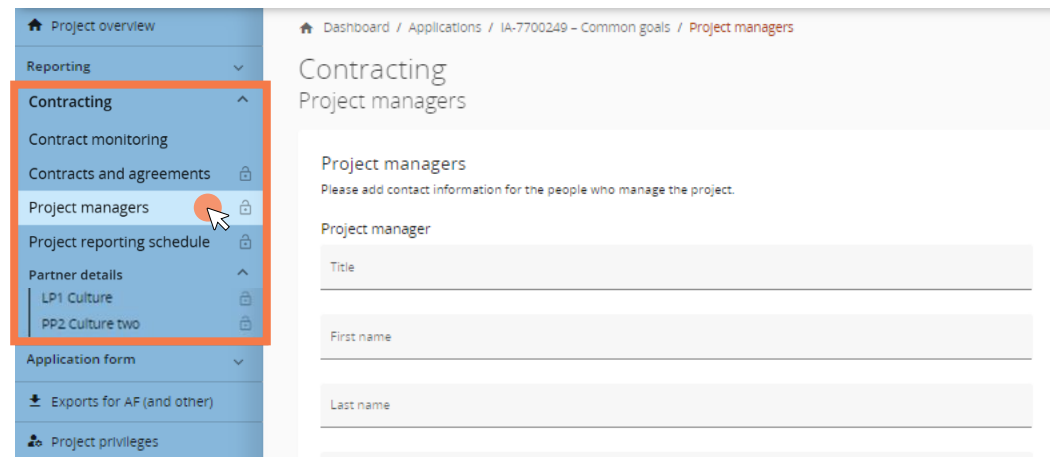 Project overview
Reporting
Contracting
Contract monitoring
Contracts and agreements
Project managers
Project reporting schedule
Partner details
LP1 Culture
PP2 Culture two
Application form
Exports for AF (and other)
Project privileges
Dashboard / Applications / IA-7700249 – Common goals / Project managers
Contracting
Project managers
Project managers
Please add contact information for the people who manage the project.
Project manager
Title
First name
Last name